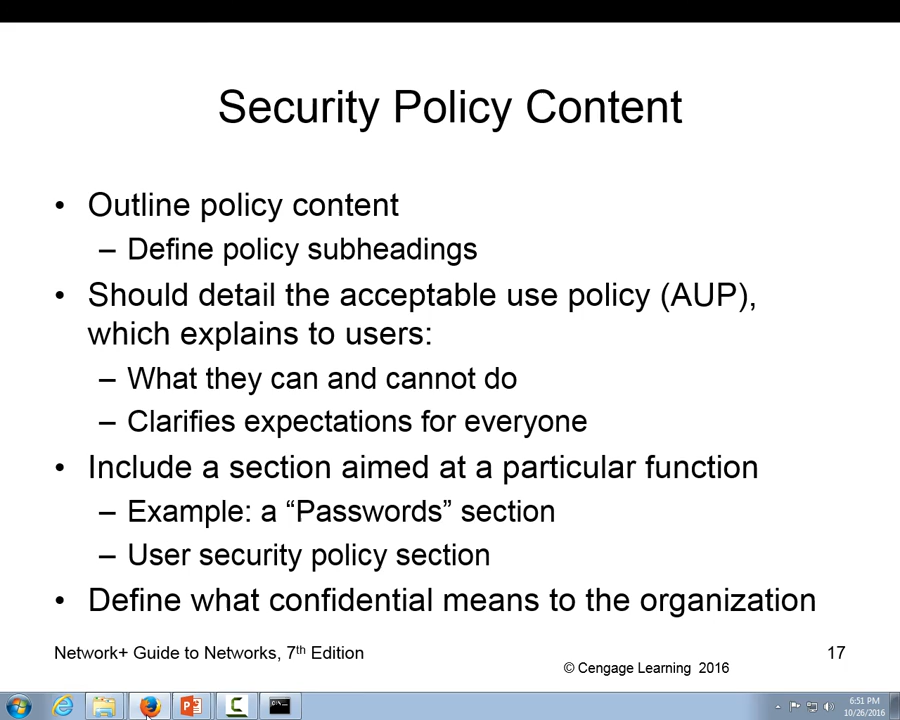 Security Policy Content
• Outline policy content
– Define policy subheadings
• Should detail the acceptable use policy (AUP),
which explains to users:
– What they can and cannot do
– Clarifies expectations for everyone
• Include a section aimed at a particular function
– Example: a “Passwords” section
– User security policy section
• Define what confidential means to the organization
Network+ Guide to Networks, 7th Edition
17
© Cengage Learning 2016
6:51 PM
10/26/2016